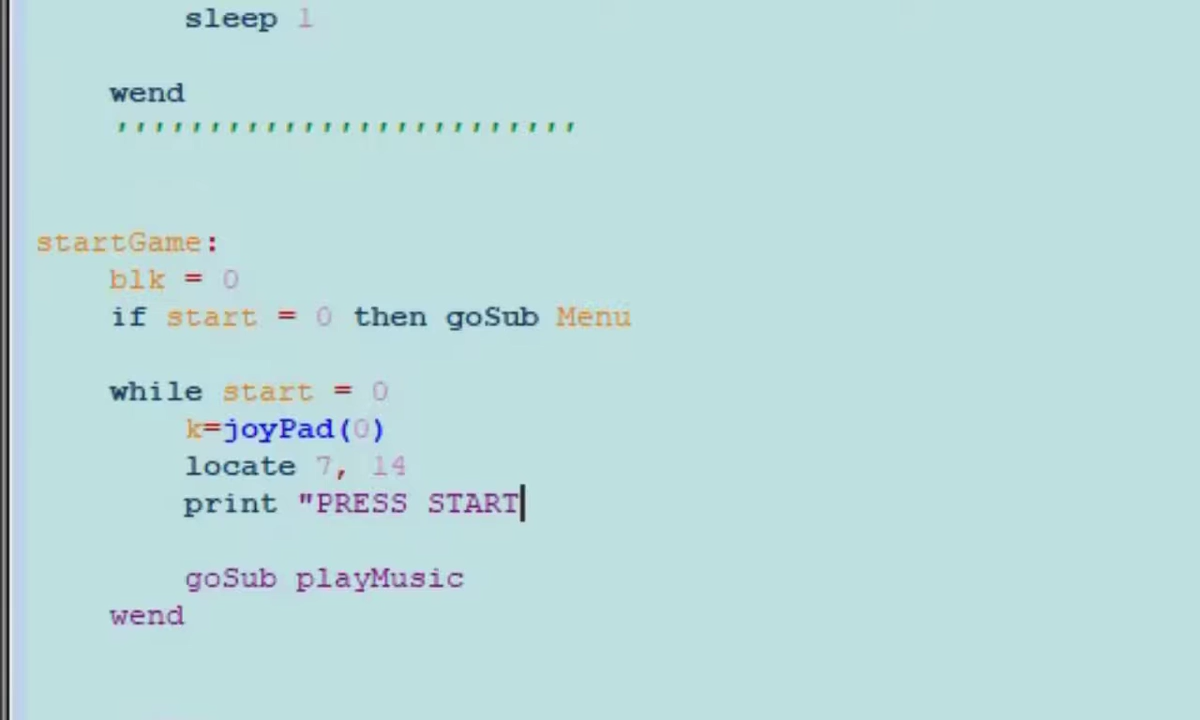 sleep 1
wend
'''''''''''''''''''''''''
startGame:
blk = 0
if start = 0 then goSub Menu
while start = 0
k=joyPad(0)
locate 7, 14
print "PRESS START
goSub playMusic
wend